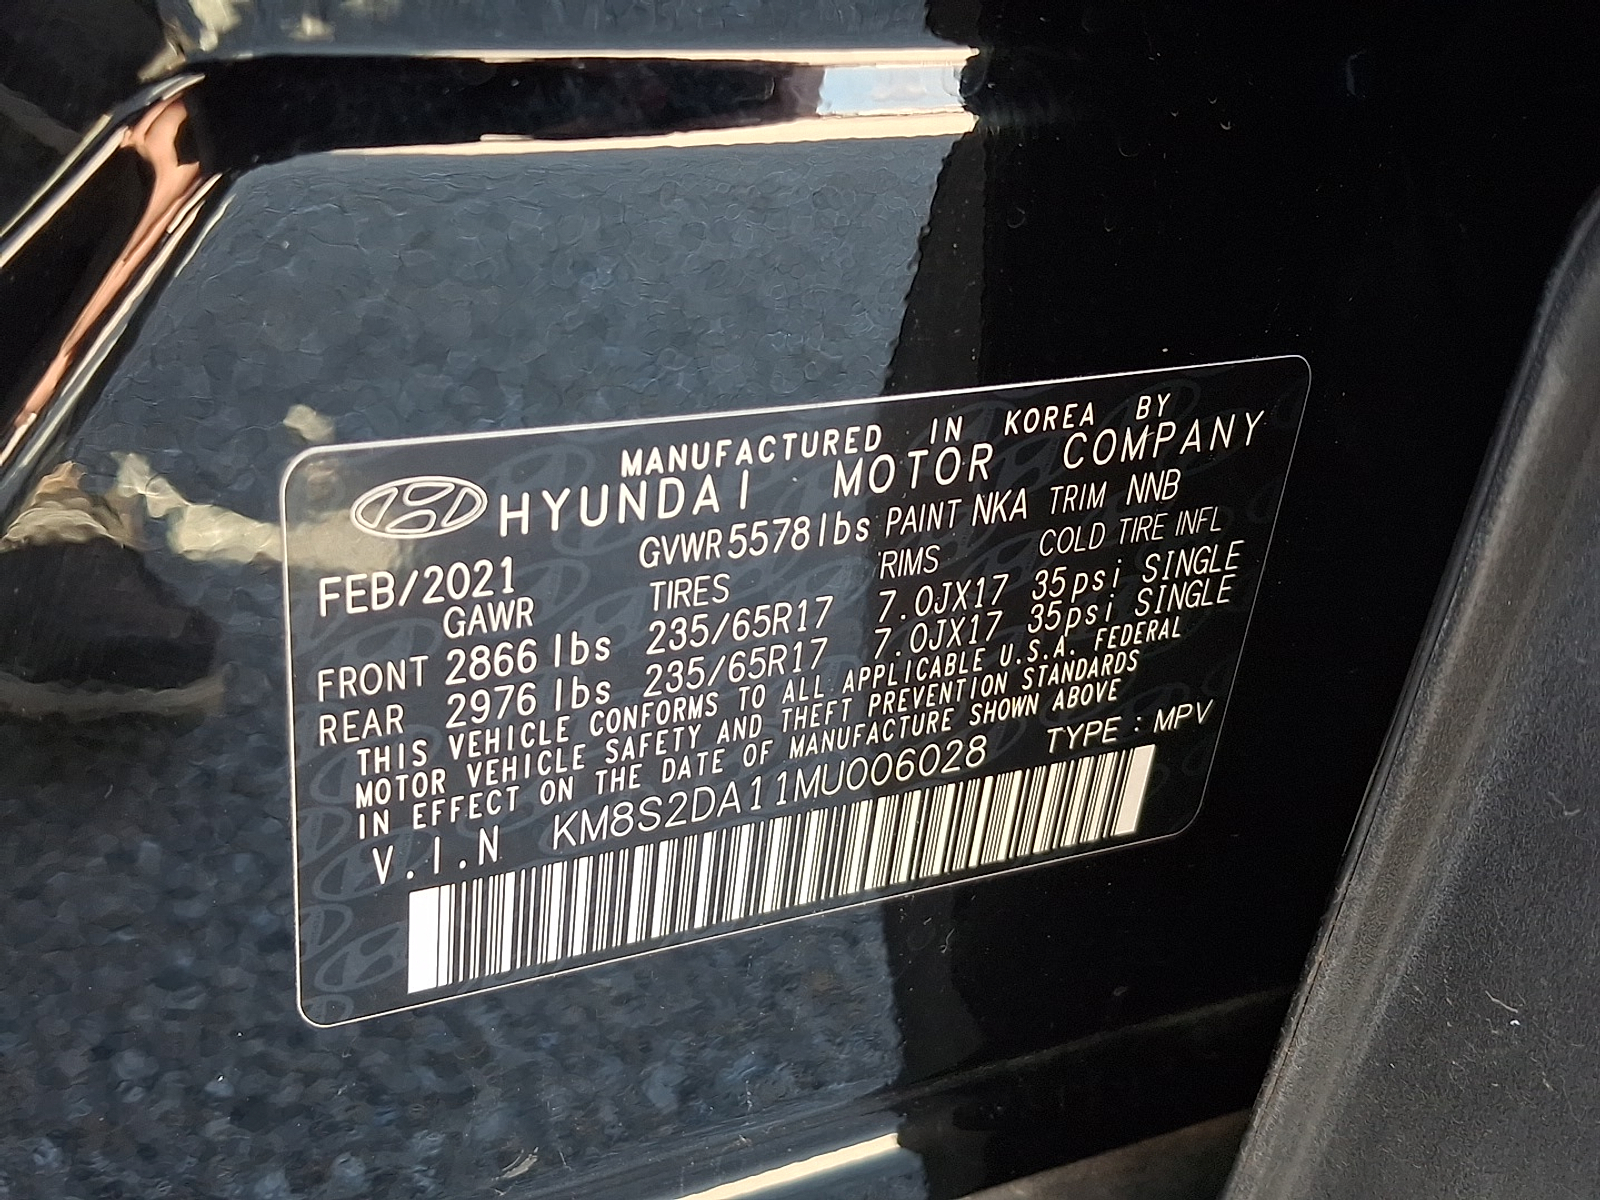 MANUFACTURED IN KOREA BY
HYUNDAI MOTOR COMPANY
FEB/2021 GVWR 5578lbs PAINT NKA TRIM NNB
GAWR TIRES RIMS COLD TIRE INFL
FRONT 2866 lbs 235/65R17 7.0JX17 35psi SINGLE
REAR 2976 lbs 235/65R17 7.0JX17 35psi SINGLE
THIS VEHICLE CONFORMS TO ALL APPLICABLE U.S.A. FEDERAL
MOTOR VEHICLE SAFETY AND THEFT PREVENTION STANDARDS
IN EFFECT ON THE DATE OF MANUFACTURE SHOWN ABOVE
V.I.N KM8S2DA11MU006028 TYPE : MPV